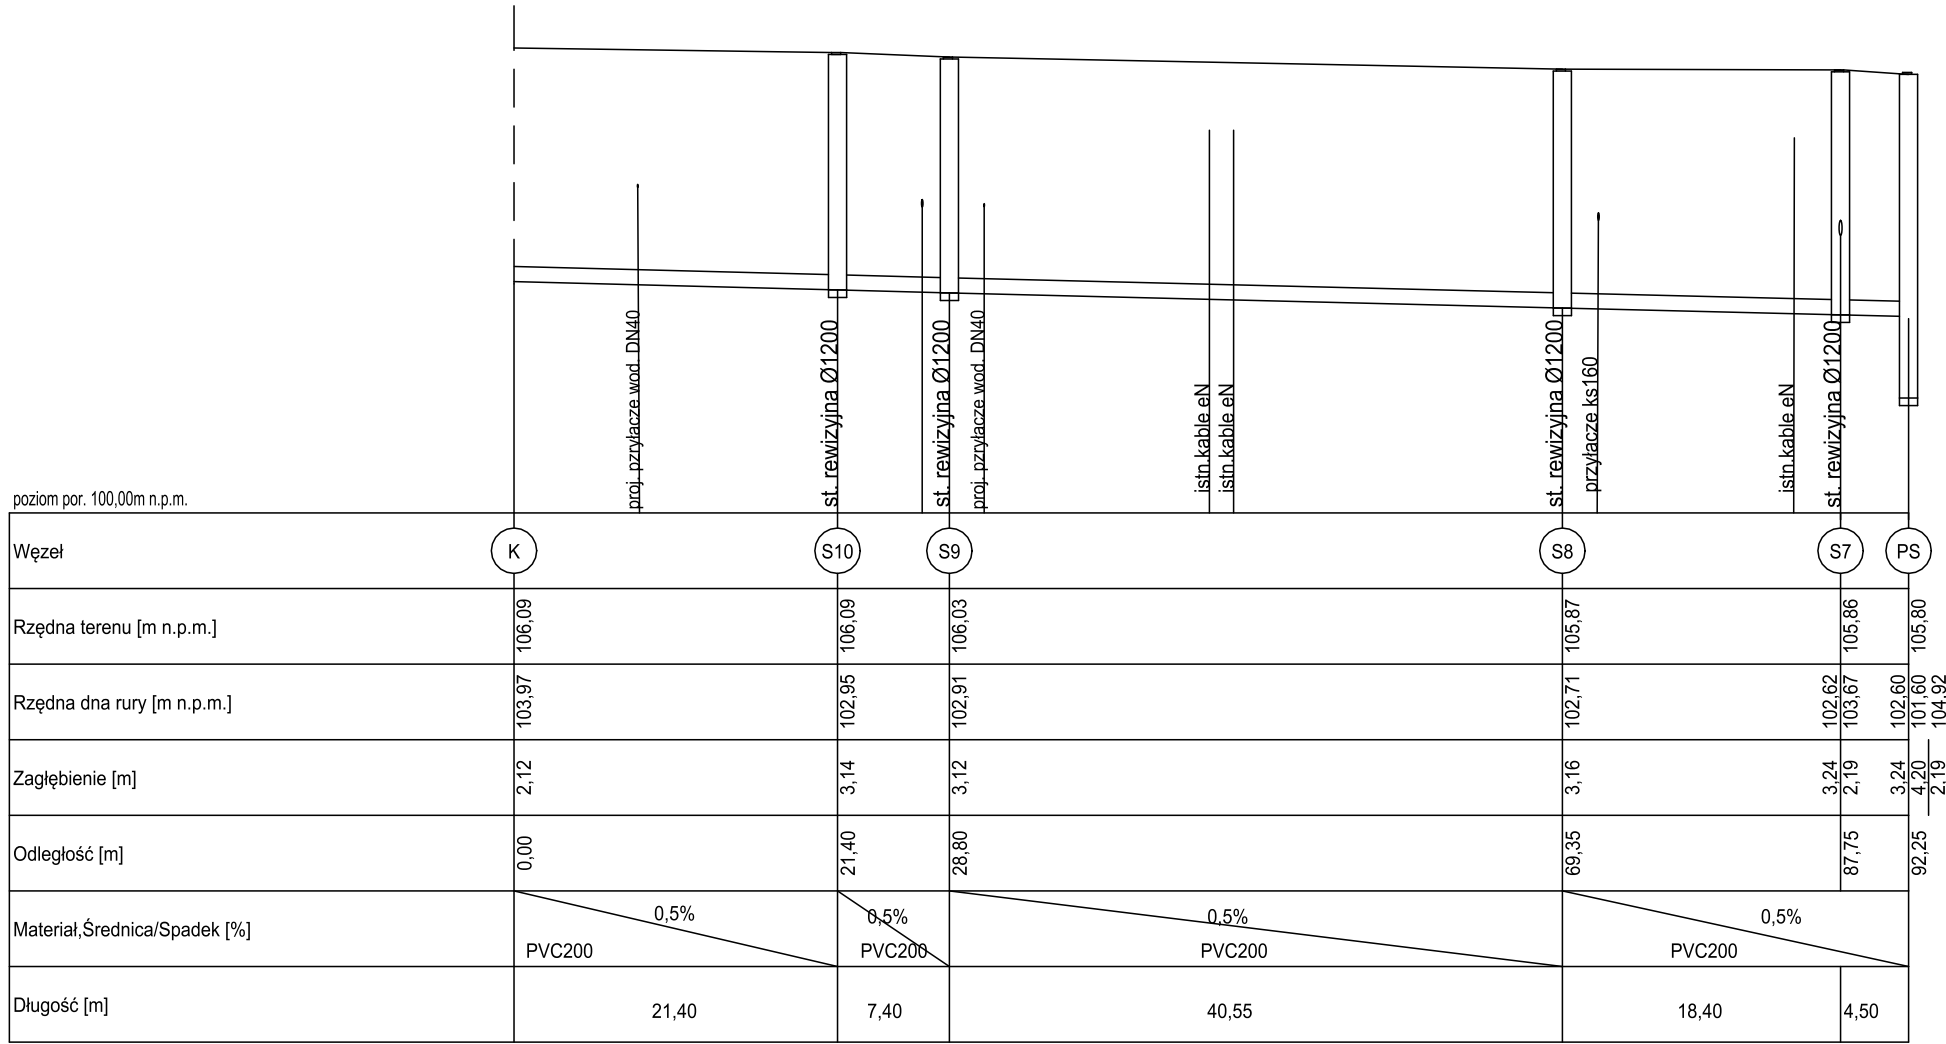 proj. pzryłacze wod. DN40
st. rewizyjna Ø1200
st. rewizyjna Ø1200
proj. pzryłacze wod. DN40
istn.kable eN
istn.kable eN
st. rewizyjna Ø1200
przyłacze ks160
istn.kable eN
st. rewizyjna Ø1200
poziom por. 100,00m n.p.m.
Węzeł K S10 S9 S8 S7 PS
Rzędna terenu [m n.p.m.] 106,09 106,09 106,03 105,87 105,86 105,80
Rzędna dna rury [m n.p.m.] 103,97 102,95 102,91 102,71 102,62 103,67 102,60 101,60 104.92
Zagłębienie [m] 2,12 3,14 3,12 3,16 3,24 2,19 3,24 4,20 2,19
Odległość [m] 0,00 21,40 28,80 69,35 87,75 92,25
Materiał,Średnica/Spadek [%]
0,5% 0,5% 0,5% 0,5%
PVC200 PVC200 PVC200 PVC200
Długość [m] 21,40 7,40 40,55 18,40 4,50